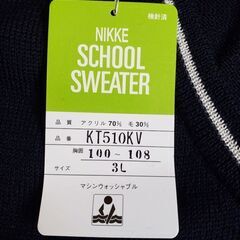 検針済
NIKKE
SCHOOL
SWEATER
品質 アクリル 70% 毛 30%
品番 KT510KV
胸囲 100~108
サイズ 3L
マシンウォッシャブル